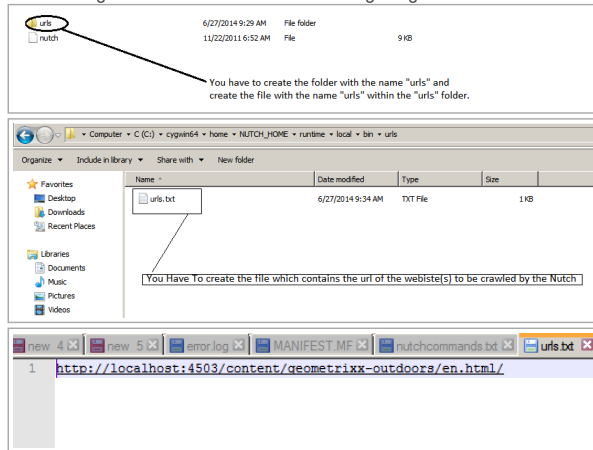 urls 6/27/2014 9:29 AM File folder
nutch 11/22/2011 6:52 AM File 9 KB
You have to create the folder with the name "urls" and
create the file with the name "urls" within the "urls" folder.
Computer C (C:) cygwin64 home NUTCH_HOME runtime local bin urls
Organize Include in library Share with New folder
Favorites
Desktop
Downloads
Recent Places
Libraries
Documents
Music
Pictures
Videos
Name Date modified Type Size
urls.txt 6/27/2014 9:34 AM TXT File 1 KB
You Have To create the file which contains the url of the webiste(s) to be crawled by the Nutch
new 4 new 5 error.log MANIFEST.MF nutchcommands.txt urls.txt
1 http://localhost:4503/content/geometrixx-outdoors/en.html/